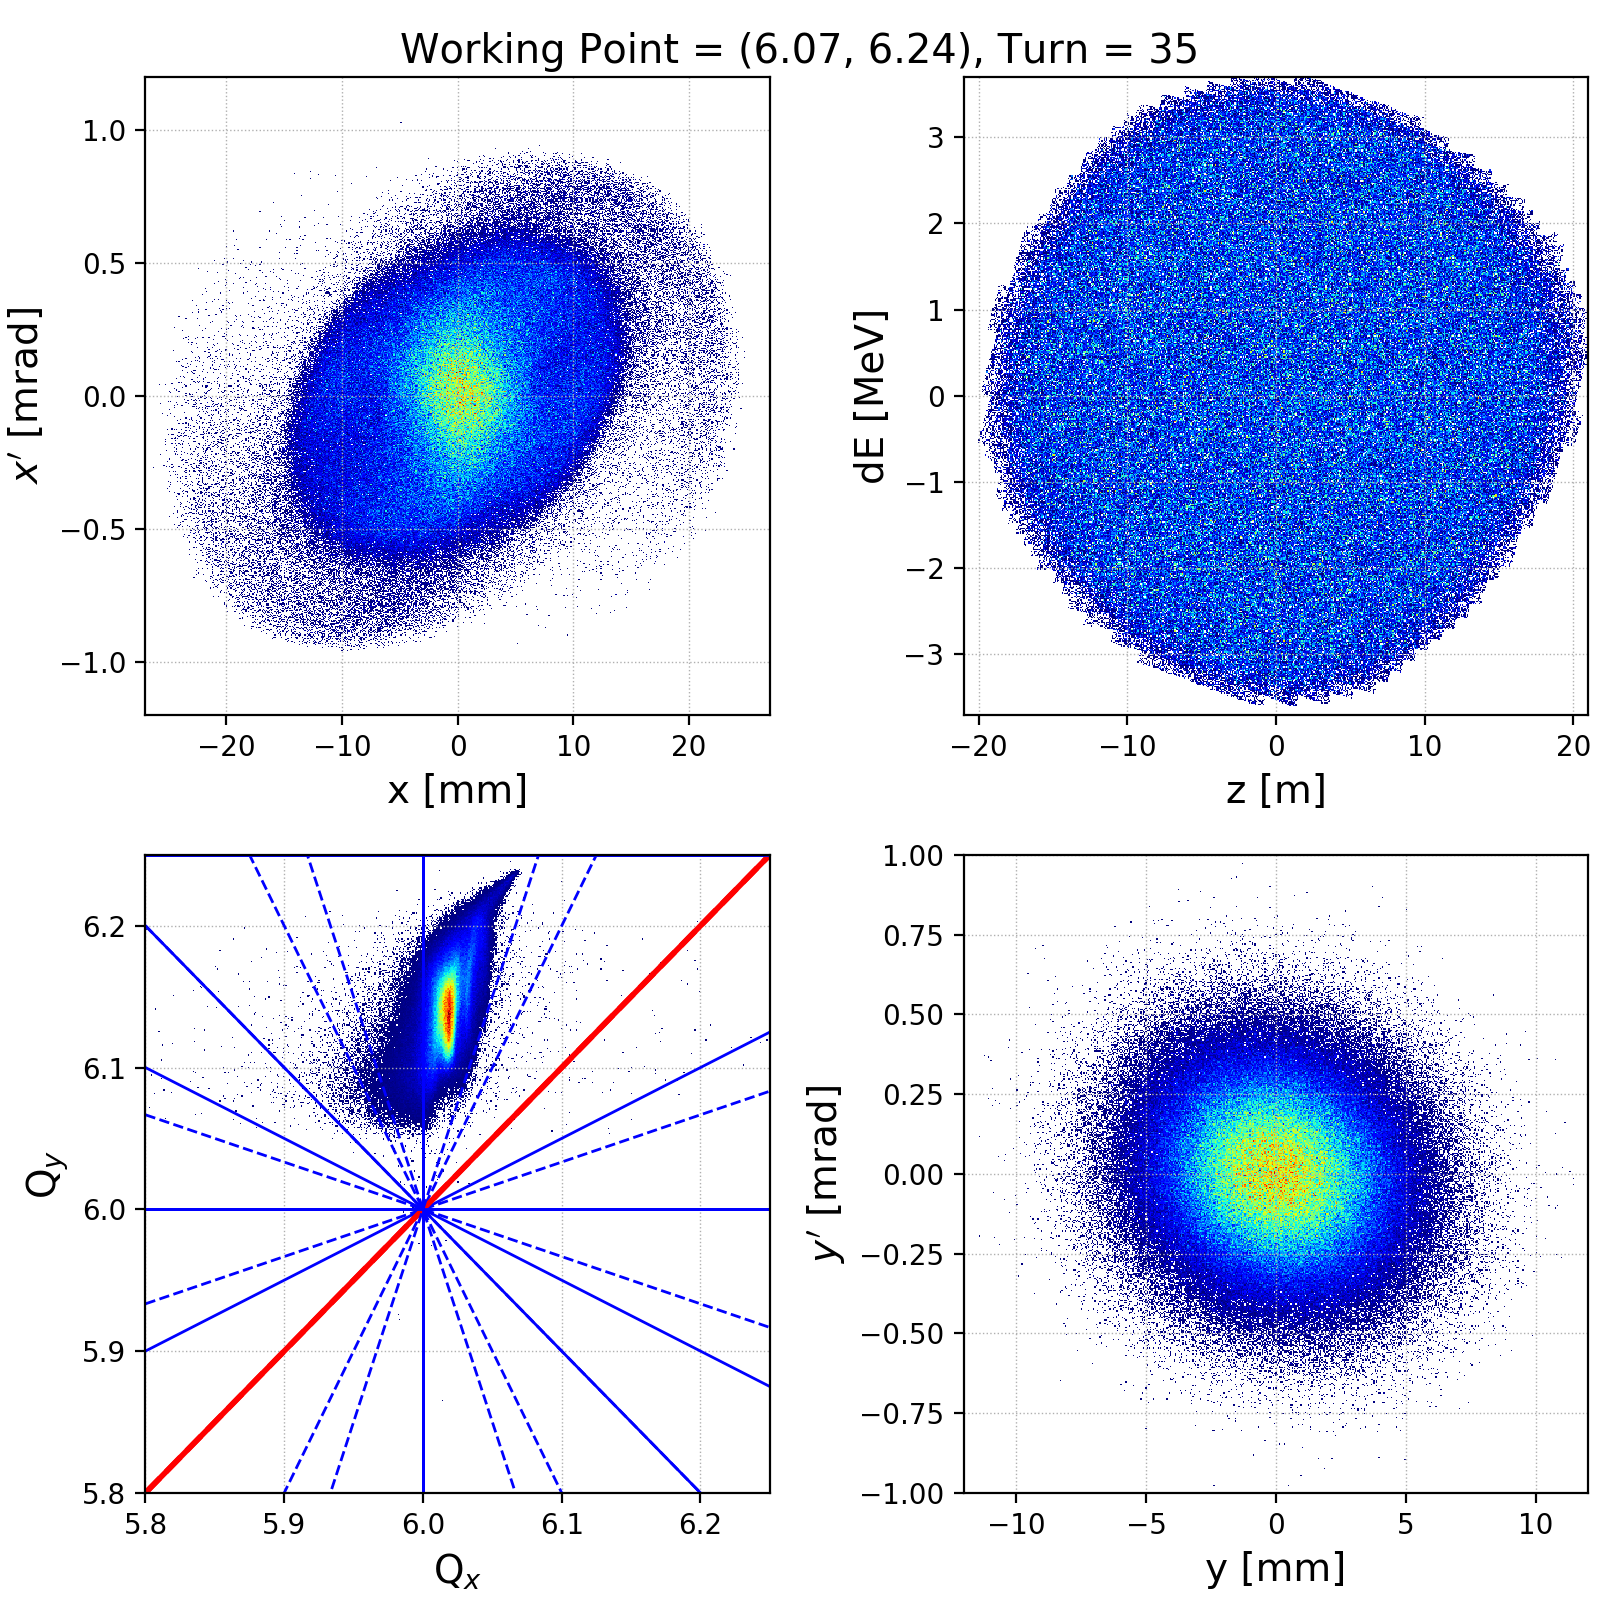 Working Point = (6.07, 6.24), Turn = 35
1.0
0.5
0.0
−0.5
−1.0
x′ [mrad]
−20 −10 0 10 20
x [mm]
3
2
1
0
−1
−2
−3
dE [MeV]
−20 −10 0 10 20
z [m]
6.2
6.1
6.0
5.9
5.8
Qy
5.8 5.9 6.0 6.1 6.2
Qx
1.00
0.75
0.50
0.25
0.00
−0.25
−0.50
−0.75
−1.00
y′ [mrad]
−10 −5 0 5 10
y [mm]